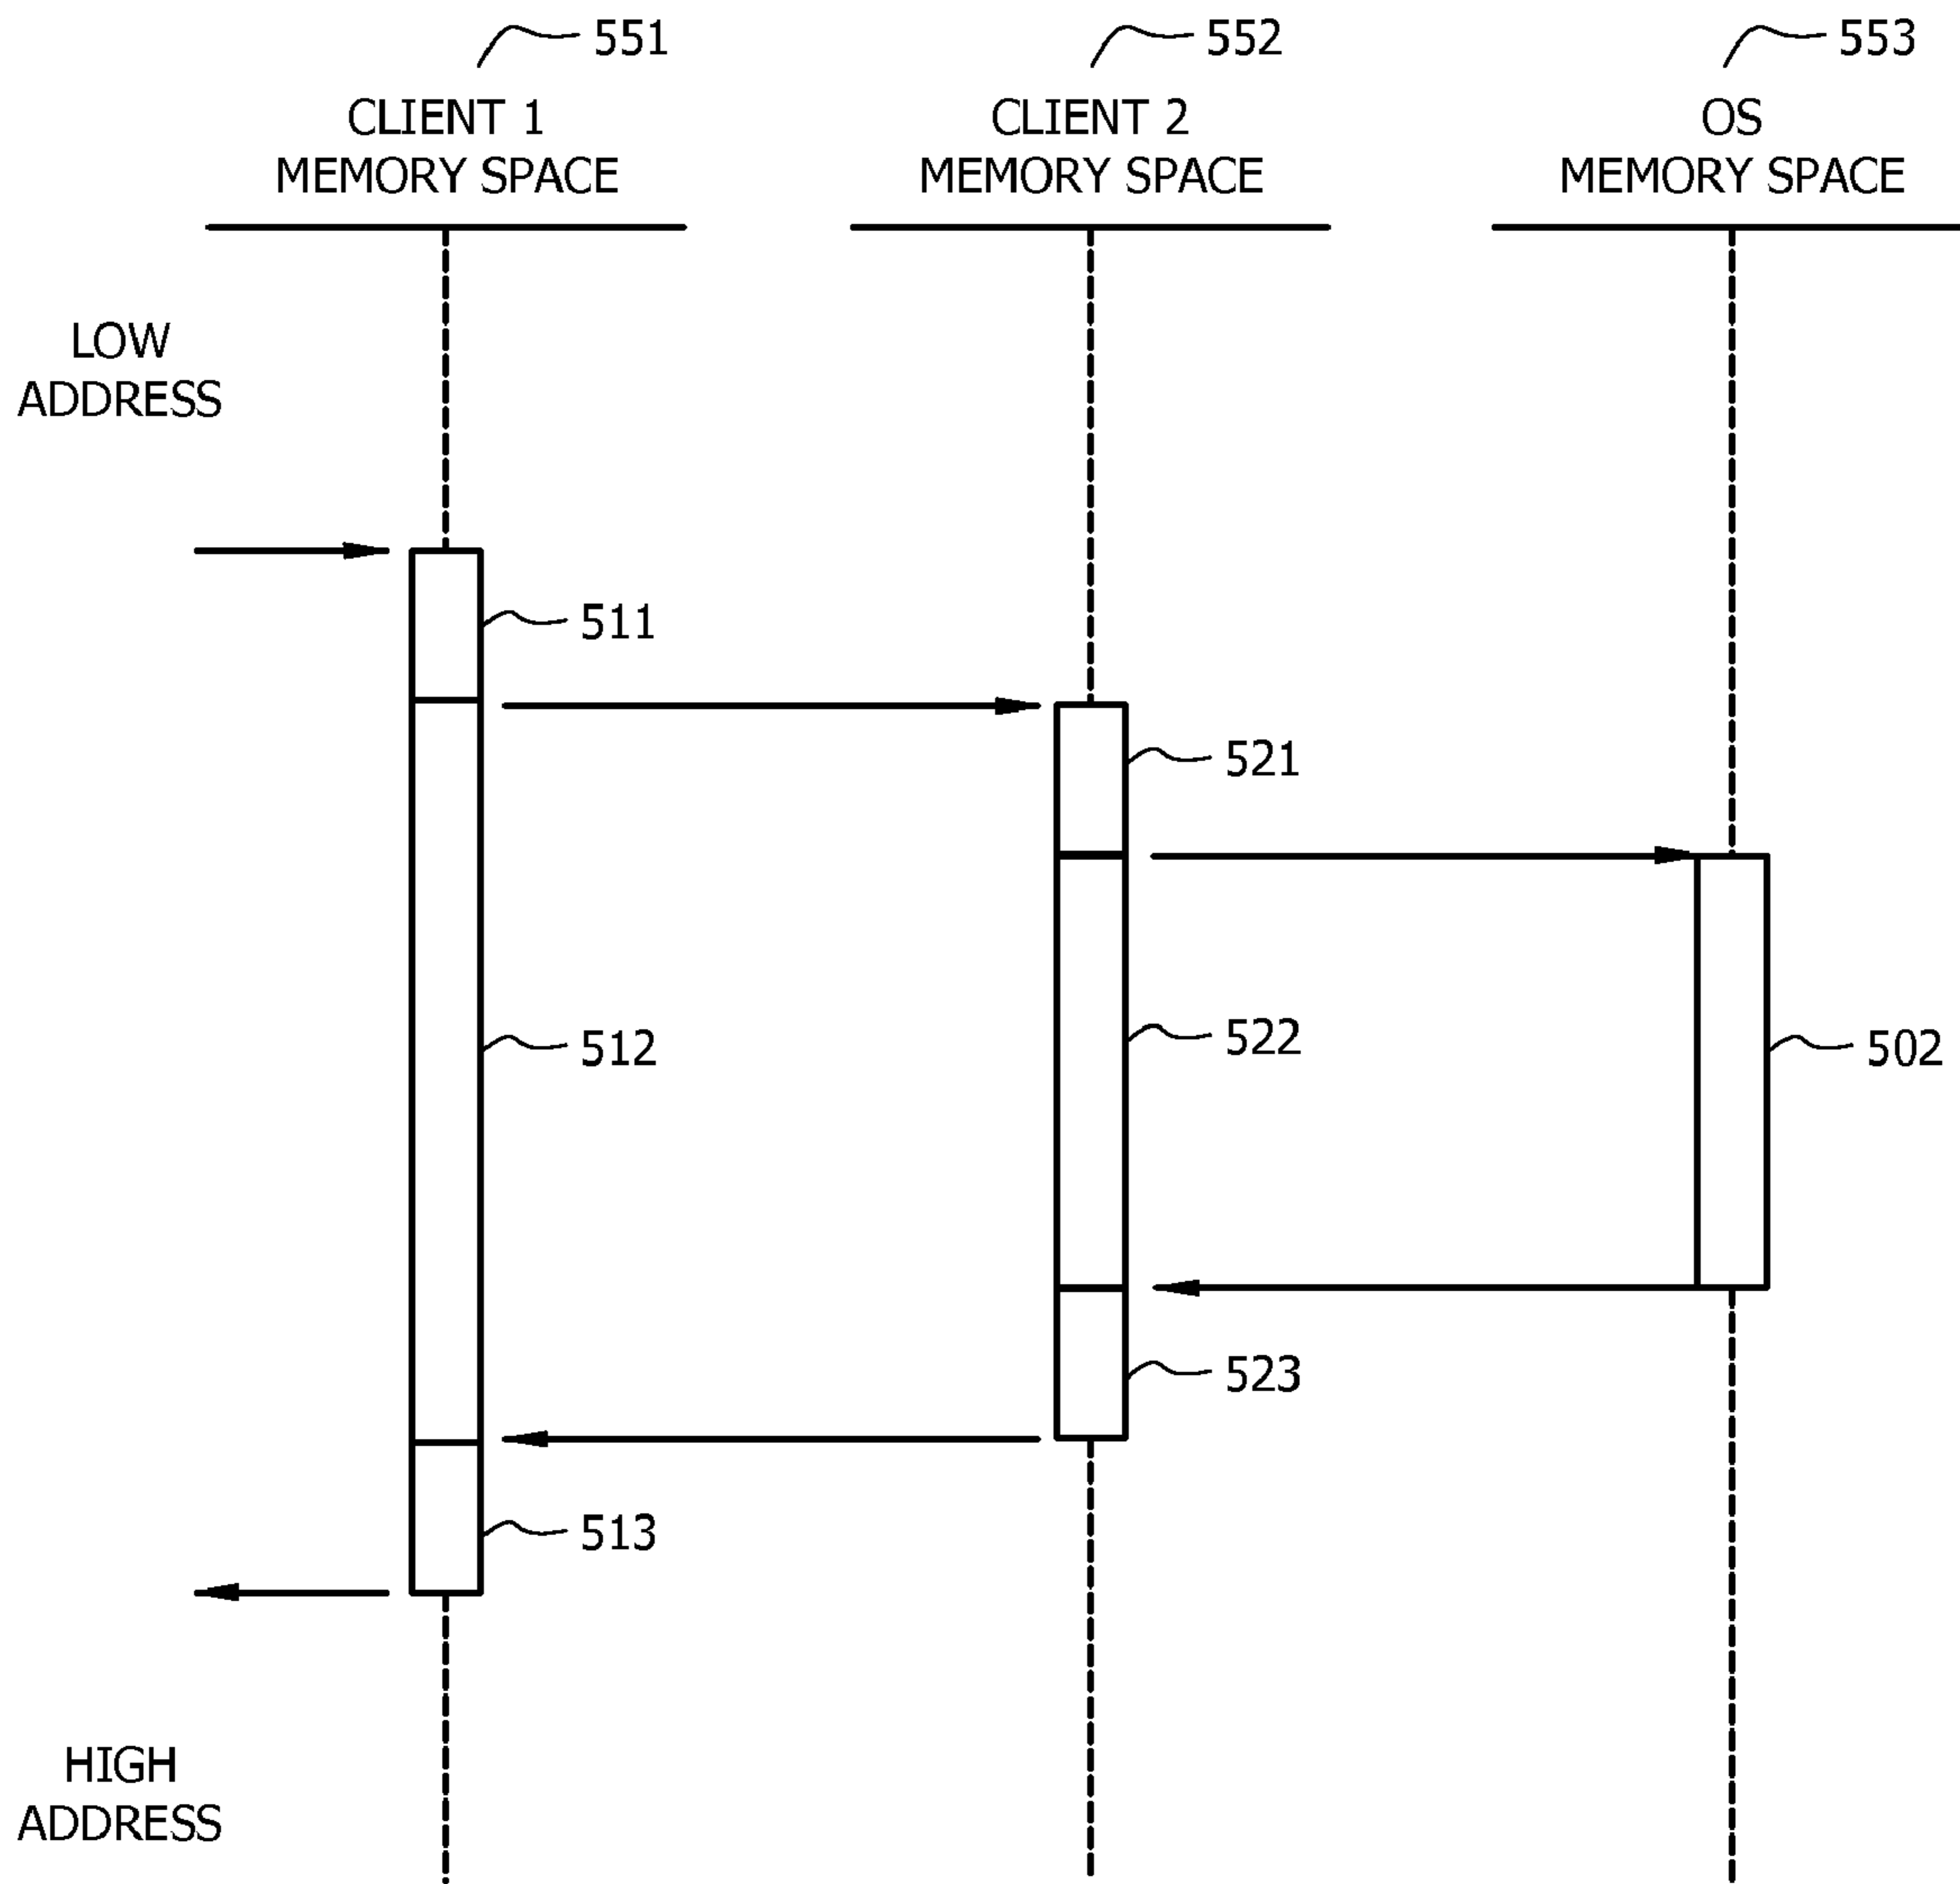 551
552
553
CLIENT 1
MEMORY SPACE
CLIENT 2
MEMORY SPACE
OS
MEMORY SPACE
LOW
ADDRESS
511
521
512
522
502
523
513
HIGH
ADDRESS